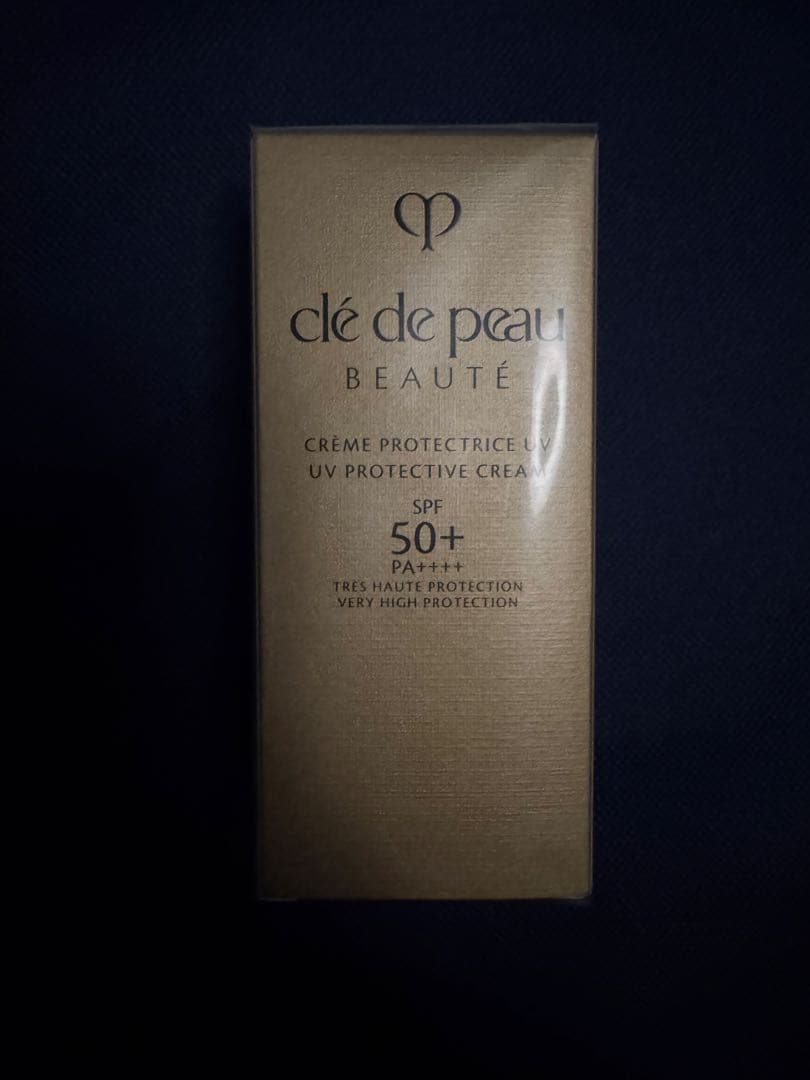 clé de peau
BEAUTÉ
CRÈME PROTECTRICE UV
UV PROTECTIVE CREAM
SPF
50+
PA++++
TRÈS HAUTE PROTECTION
VERY HIGH PROTECTION